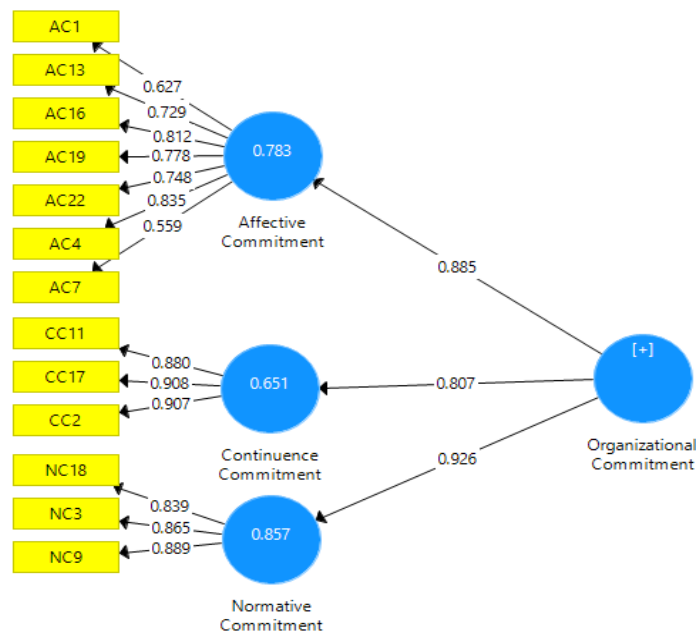 AC1
AC13
AC16
AC19
AC22
AC4
AC7
0.627
0.729
0.812
0.778
0.748
0.835
0.559
0.783
Affective
Commitment
0.885
CC11
CC17
CC2
0.880
0.908
0.907
0.651
Continuence
Commitment
0.807
[+]
Organizational
Commitment
0.926
NC18
NC3
NC9
0.839
0.865
0.889
0.857
Normative
Commitment